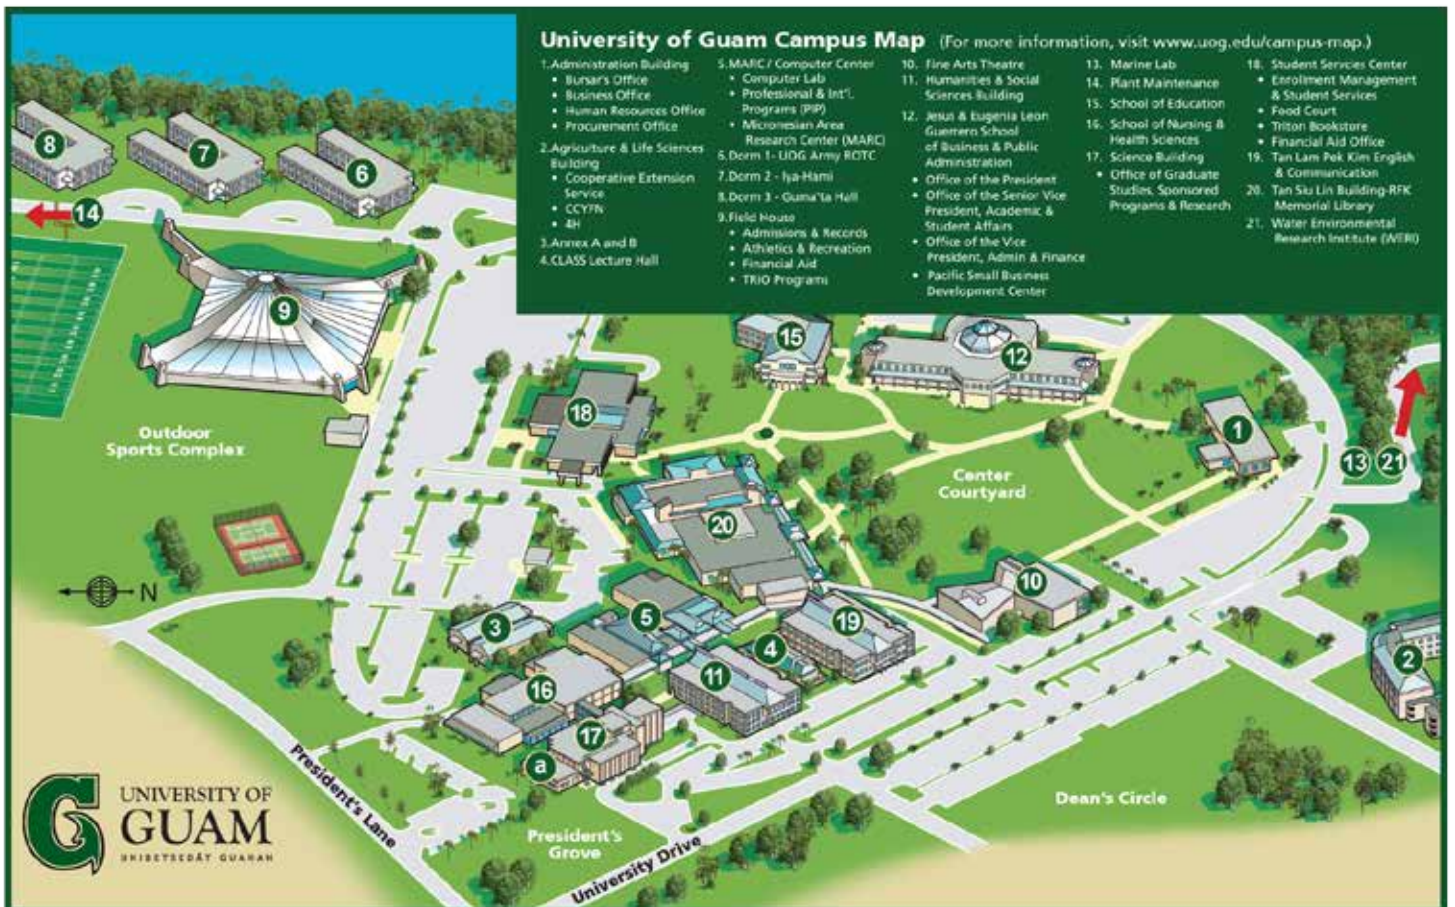 University of Guam Campus Map (For more information, visit www.uog.edu/campus-map.)
1.Administration Building
• Bursar's Office
• Business Office
• Human Resources Office
• Procurement Office
2.Agriculture & Life Sciences
Building
• Cooperative Extension
Service
• CCYFN
• 4H
3.Annex A and B
4.CLASS Lecture Hall
5.MARC / Computer Center
• Computer Lab
• Professional & Int'l.
Programs (PIP)
• Micronesian Area
Research Center (MARC)
6.Dorm 1- UOG Army ROTC
7.Dorm 2 - Iya-Hami
8.Dorm 3 - Guma'ta Hall
9.Field House
• Admissions & Records
• Athletics & Recreation
• Financial Aid
• TRIO Programs
10. Fine Arts Theatre
11. Humanities & Social
Sciences Building
12. Jesus & Eugenia Leon
Guerrero School
of Business & Public
Administration
• Office of the President
• Office of the Senior Vice
President, Academic &
Student Affairs
• Office of the Vice
President, Admin & Finance
• Pacific Small Business
Development Center
13. Marine Lab
14. Plant Maintenance
15. School of Education
16. School of Nursing &
Health Sciences
17. Science Building
• Office of Graduate
Studies, Sponsored
Programs & Research
18. Student Servcies Center
• Enrollment Management
& Student Services
• Food Court
• Triton Bookstore
• Financial Aid Office
19. Tan Lam Pek Kim English
& Communication
20. Tan Siu Lin Building-RFK
Memorial Library
21. Water Environmental
Research Institute (WERI)
8
7
6
14
9
15
12
18
1
Outdoor
Sports Complex
Center
Courtyard
13 21
20
N
10
5
3
19
4
2
11
16
17
a
President's Lane
Dean's Circle
President's
Grove
University Drive
G
UNIVERSITY OF
GUAM
UNIBETSEDÅT GUAHAN